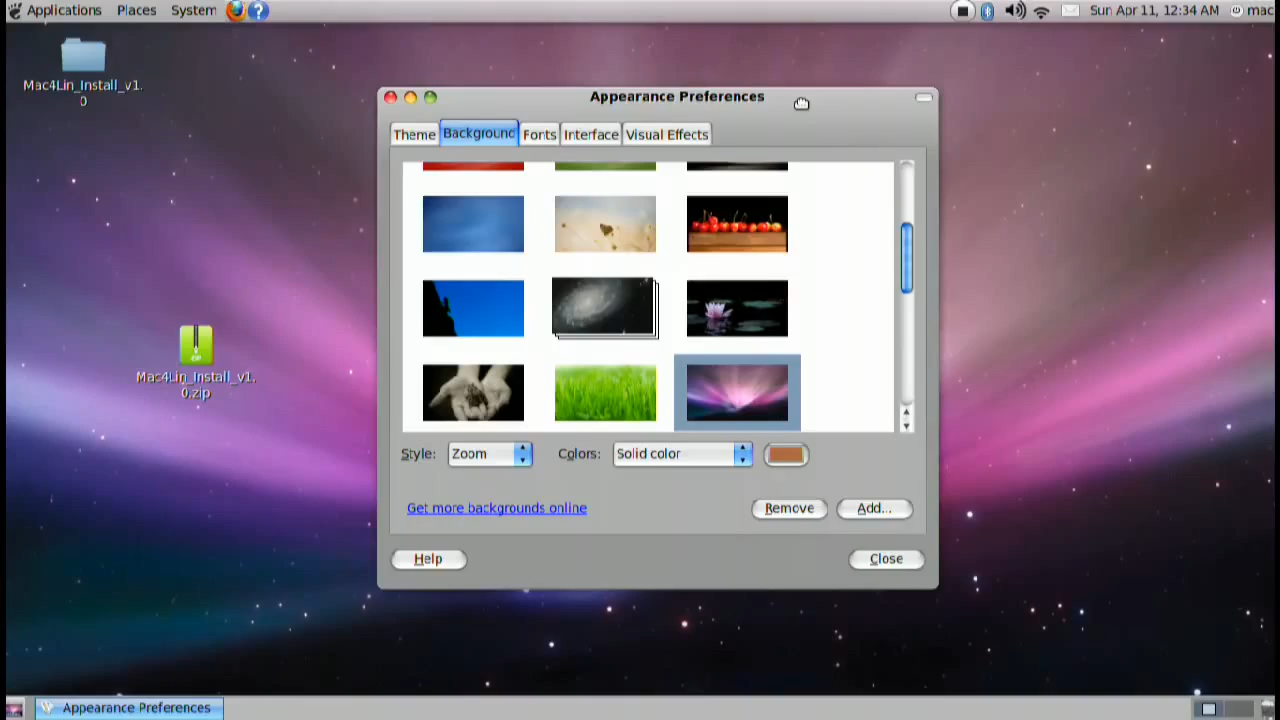 Applications Places System ?
Sun Apr 11, 12:34 AM mac
Mac4Lin_Install_v1.
0
Appearance Preferences
Theme Background Fonts Interface Visual Effects
Mac4Lin_Install_v1.
0.zip
Style: Zoom Colors: Solid color
Get more backgrounds online Remove Add...
Help Close
Appearance Preferences